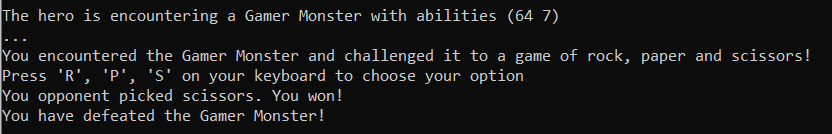 The hero is encountering a Gamer Monster with abilities (64 7)
...
You encountered the Gamer Monster and challenged it to a game of rock, paper and scissors!
Press 'R', 'P', 'S' on your keyboard to choose your option
You opponent picked scissors. You won!
You have defeated the Gamer Monster!